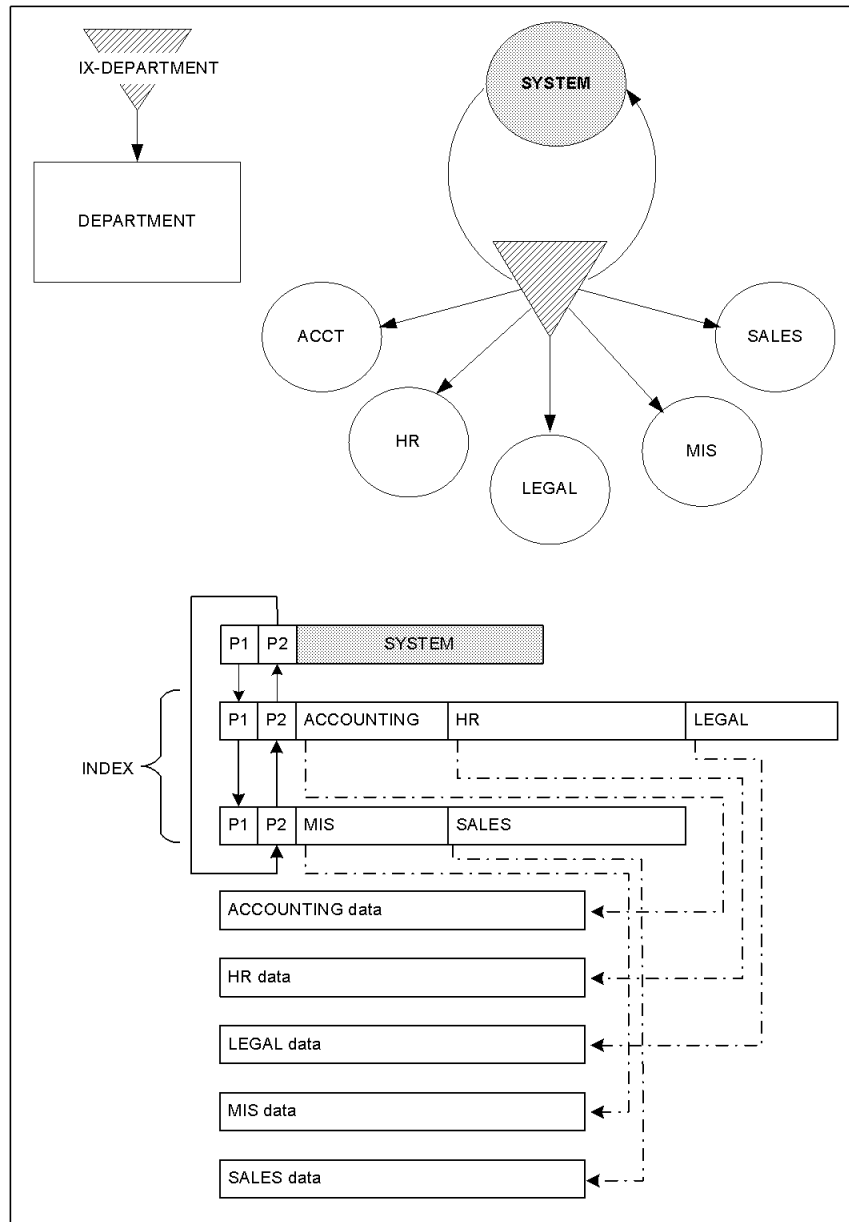 IX-DEPARTMENT
DEPARTMENT
SYSTEM
ACCT
HR
LEGAL
MIS
SALES
P1 P2 SYSTEM
INDEX
P1 P2 ACCOUNTING HR LEGAL
P1 P2 MIS SALES
ACCOUNTING data
HR data
LEGAL data
MIS data
SALES data